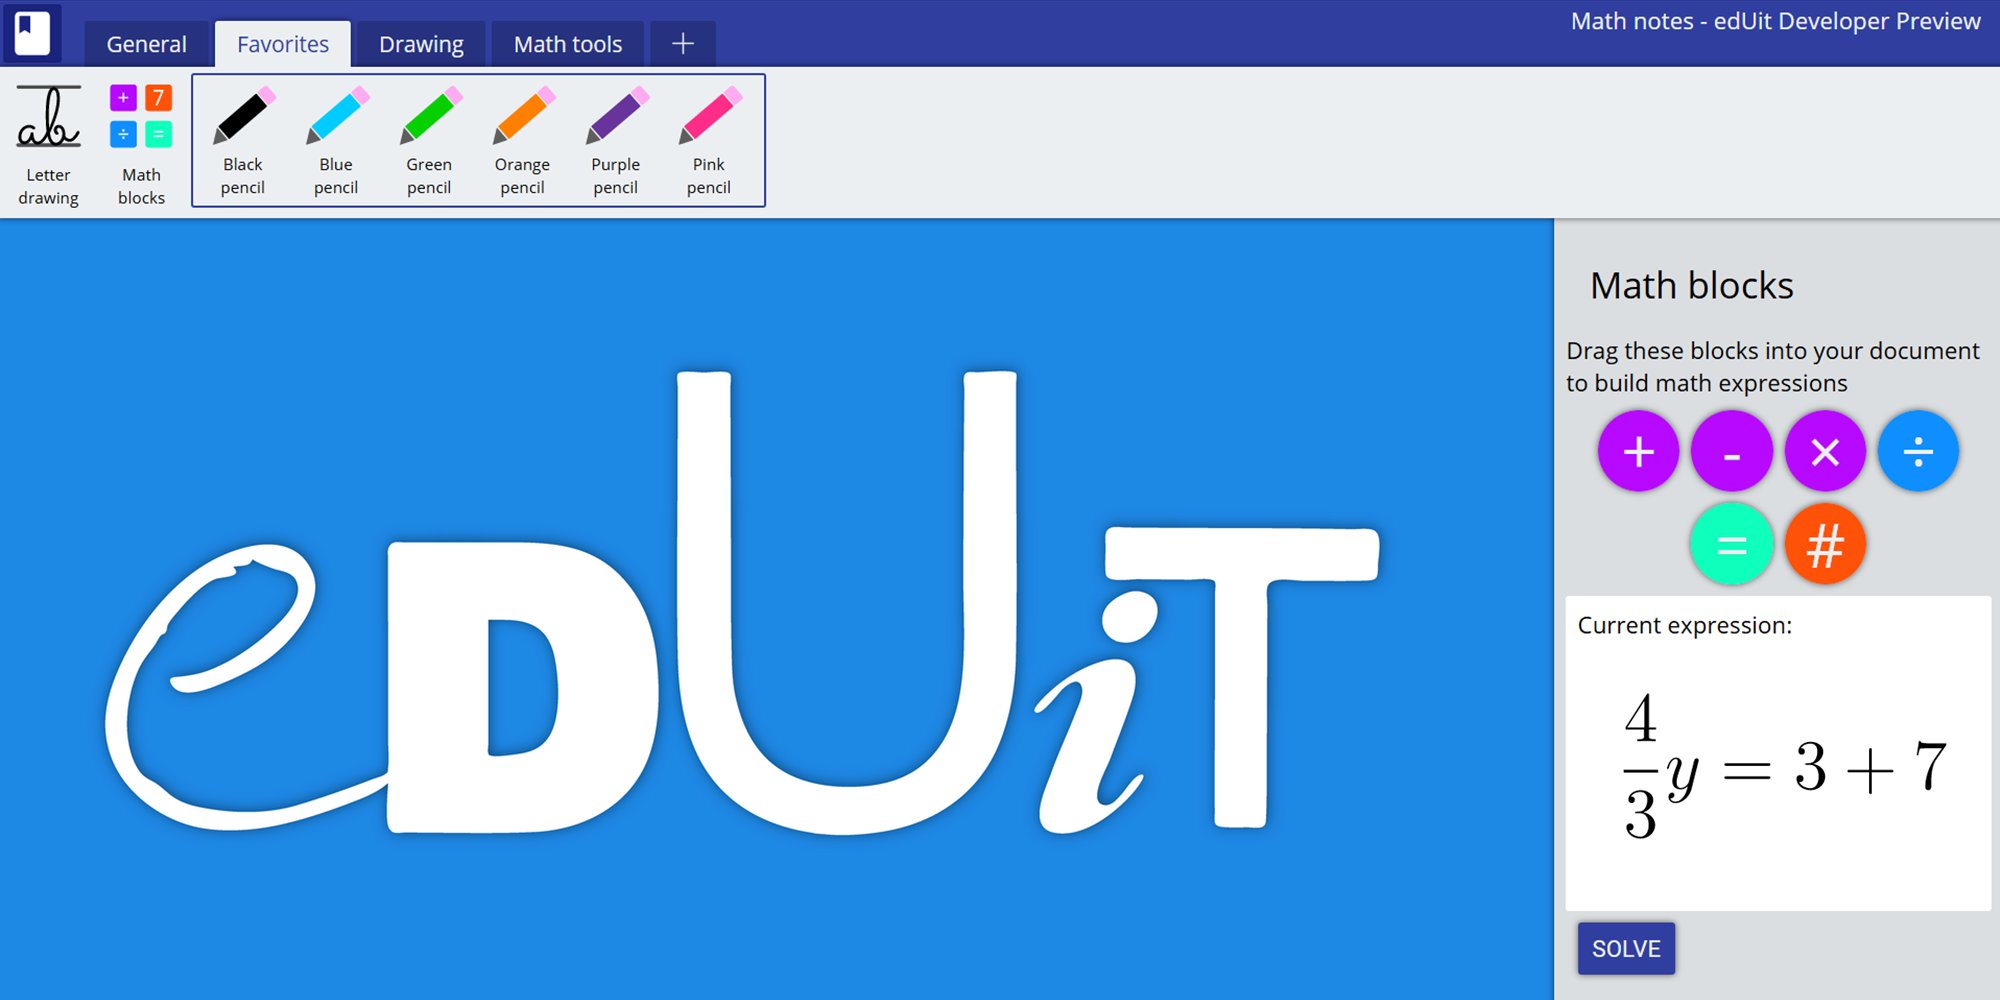 General
Favorites
Drawing
Math tools
+
Math notes - edUit Developer Preview
ab
Letter
drawing
+ 7
÷ =
Math
blocks
Black
pencil
Blue
pencil
Green
pencil
Orange
pencil
Purple
pencil
Pink
pencil
eDUiT
Math blocks
Drag these blocks into your document
to build math expressions
+ - × ÷
= #
Current expression:
4/3 y = 3 + 7
SOLVE